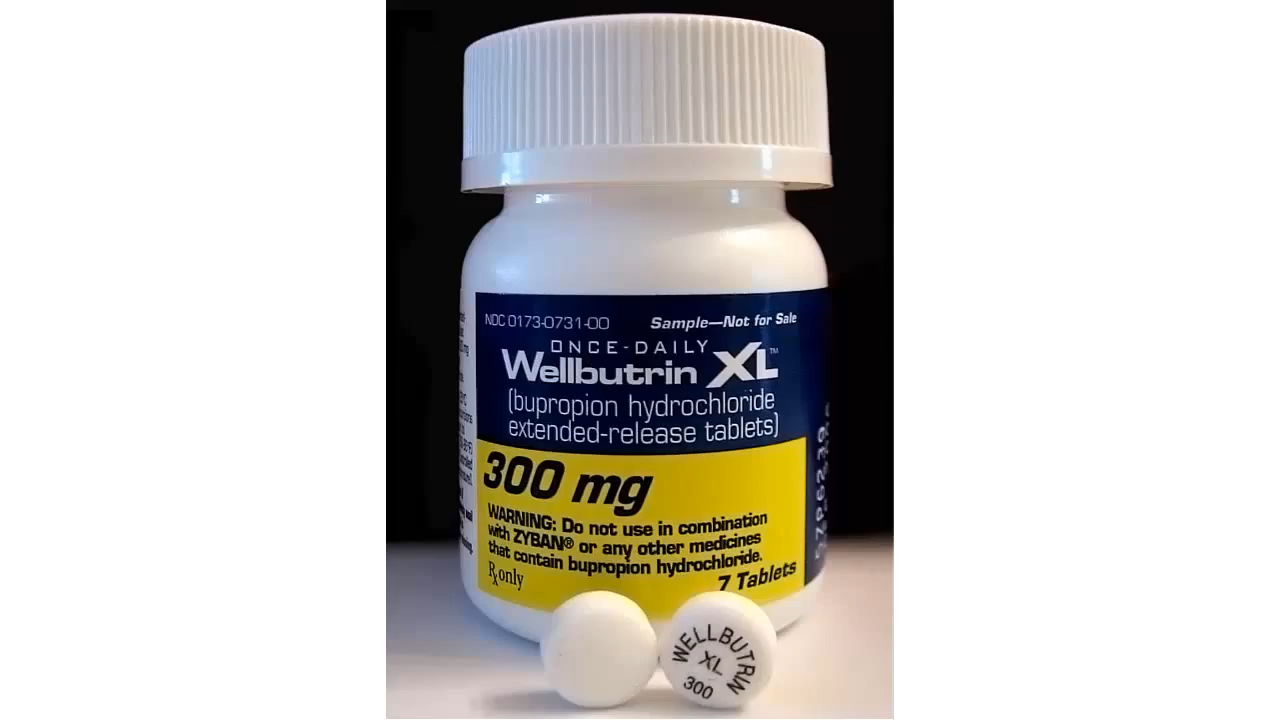 NDC 0173-0731-00
Sample—Not for Sale
ONCE-DAILY
Wellbutrin XL™
(bupropion hydrochloride
extended-release tablets)
300 mg
WARNING: Do not use in combination
with ZYBAN® or any other medicines
that contain bupropion hydrochloride.
Rx only
7 Tablets
WELLBUTRIN
XL
300